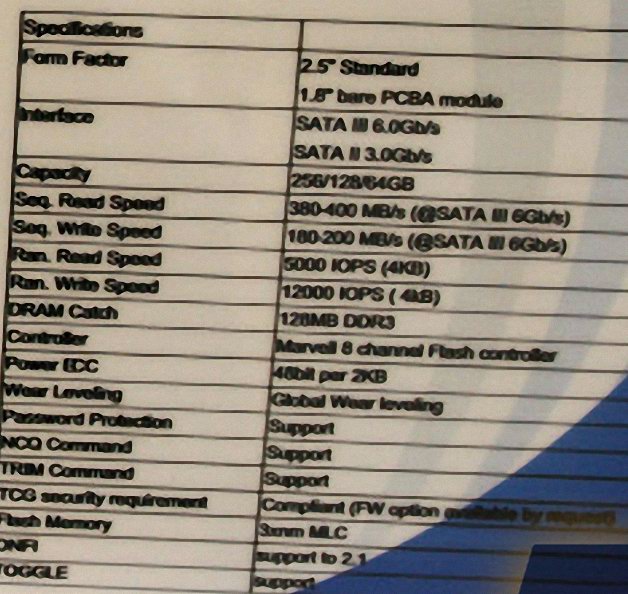 Specifications
Form Factor 2.5" Standard
1.8" bare PCBA module
Interface SATA III 6.0Gb/s
SATA II 3.0Gb/s
Capacity 256/128/64GB
Seq. Read Speed 380-400 MB/s (@SATA III 6Gb/s)
Seq. Write Speed 180-200 MB/s (@SATA III 6Gb/s)
Ran. Read Speed 5000 IOPS (4KB)
Ran. Write Speed 12000 IOPS ( 4kB)
DRAM Catch 128MB DDR3
Controller Marvell 8 channel Flash controller
Power ECC 48bit per 2KB
Wear Leveling Global Wear leveling
Password Protection Support
NCQ Command Support
TRIM Command Support
TCG security requirement Compliant (FW option available by request)
Flash Memory 3xnm MLC
ONFI support to 2.1
TOGGLE support